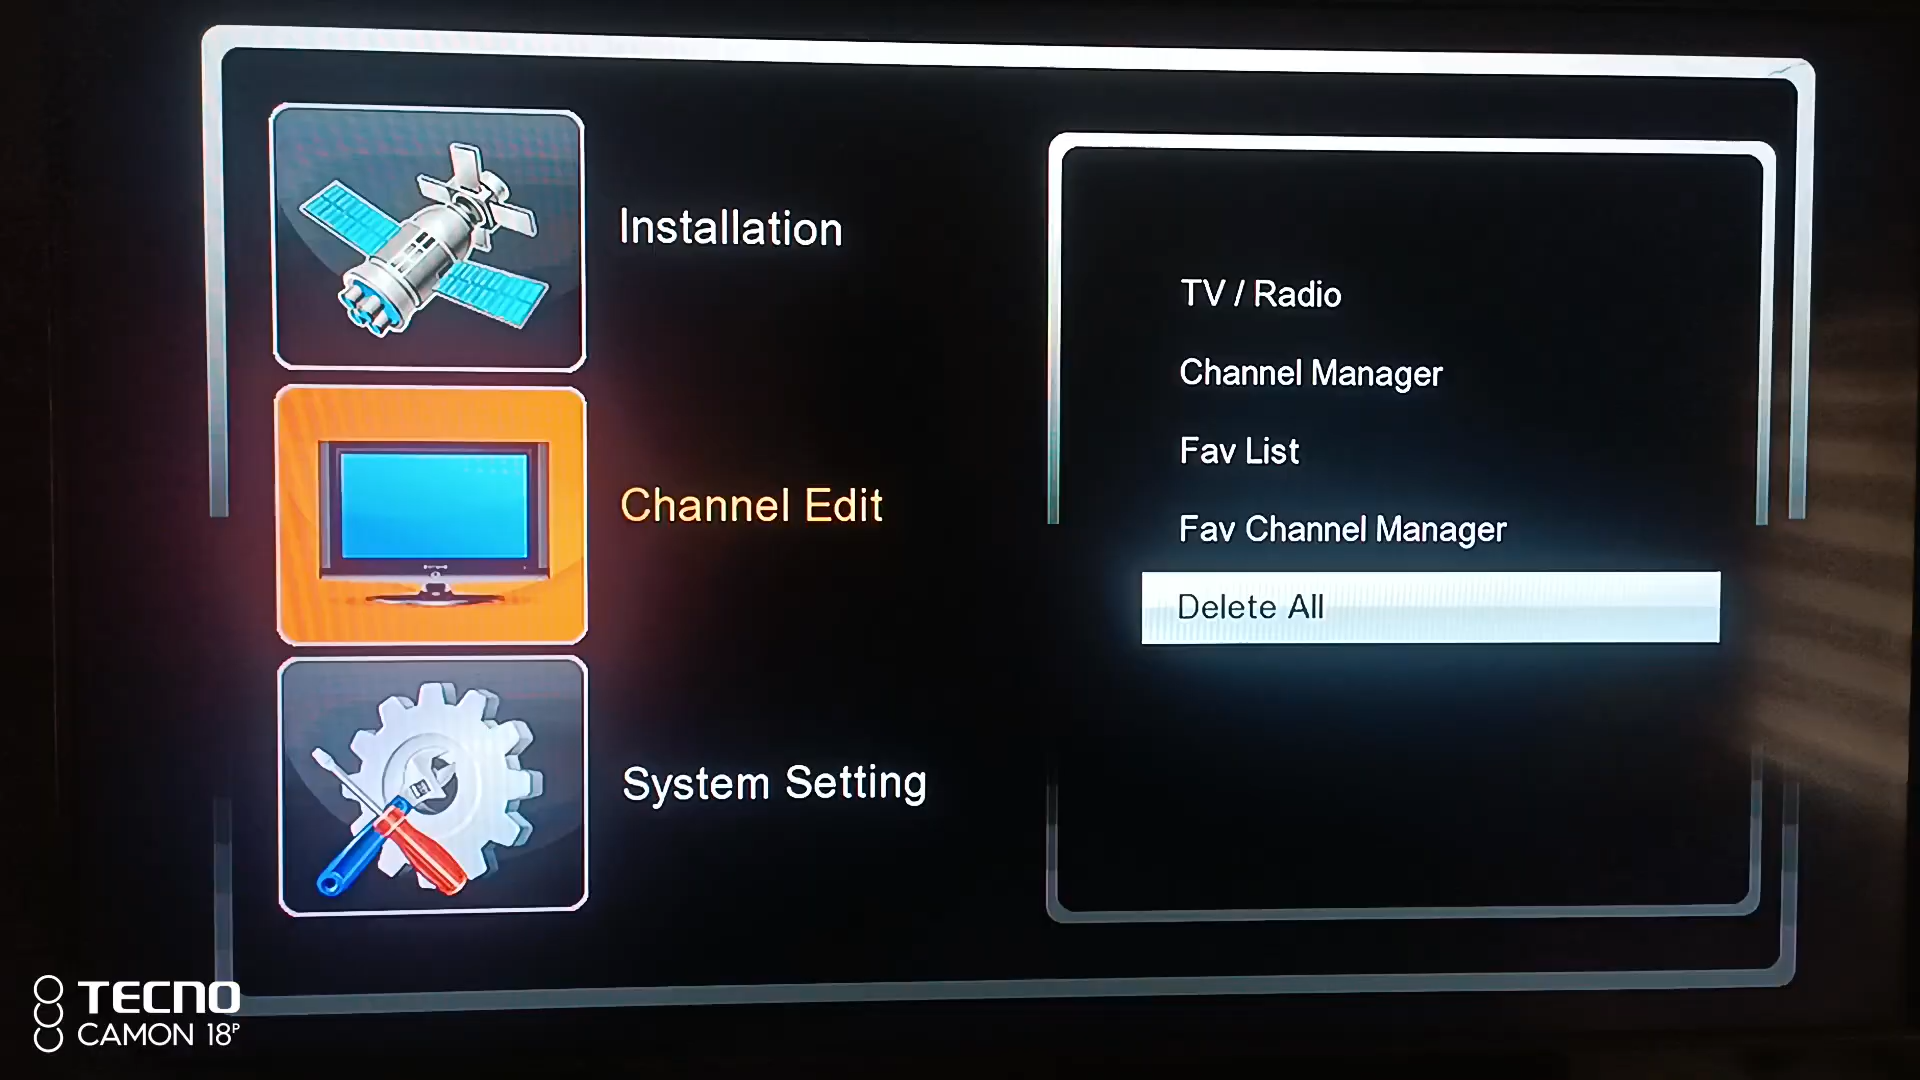 Installation
Channel Edit
System Setting
TV / Radio
Channel Manager
Fav List
Fav Channel Manager
Delete All
TECNO
CAMON 18P